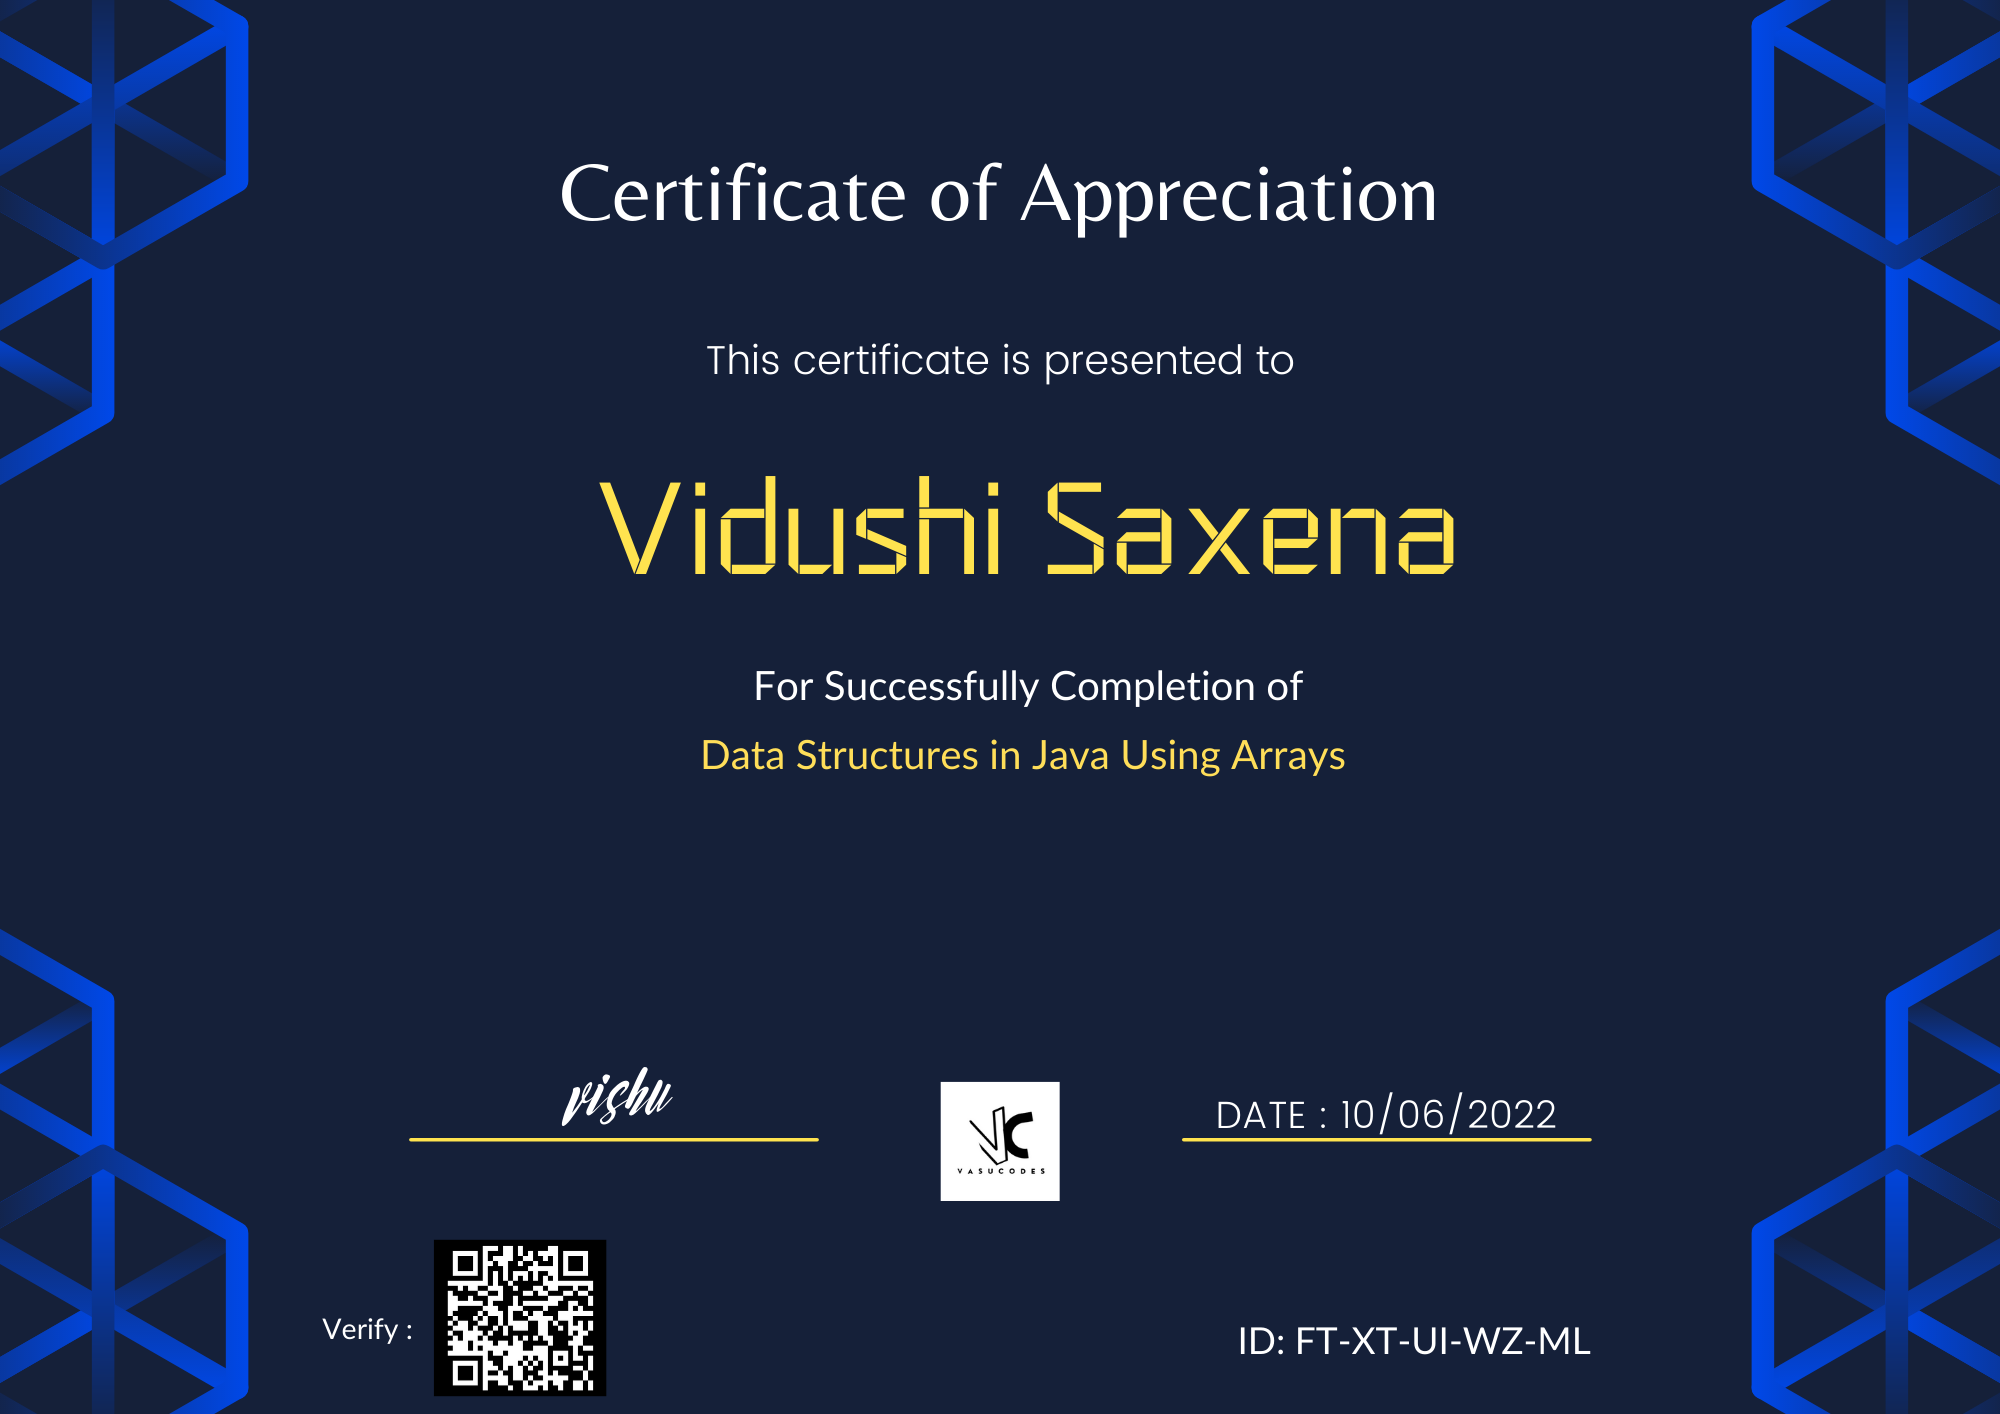 Certificate of Appreciation
This certificate is presented to
Vidushi Saxena
For Successfully Completion of
Data Structures in Java Using Arrays
vishu
VC
VASUCODES
DATE : 10/06/2022
Verify :
ID: FT-XT-UI-WZ-ML